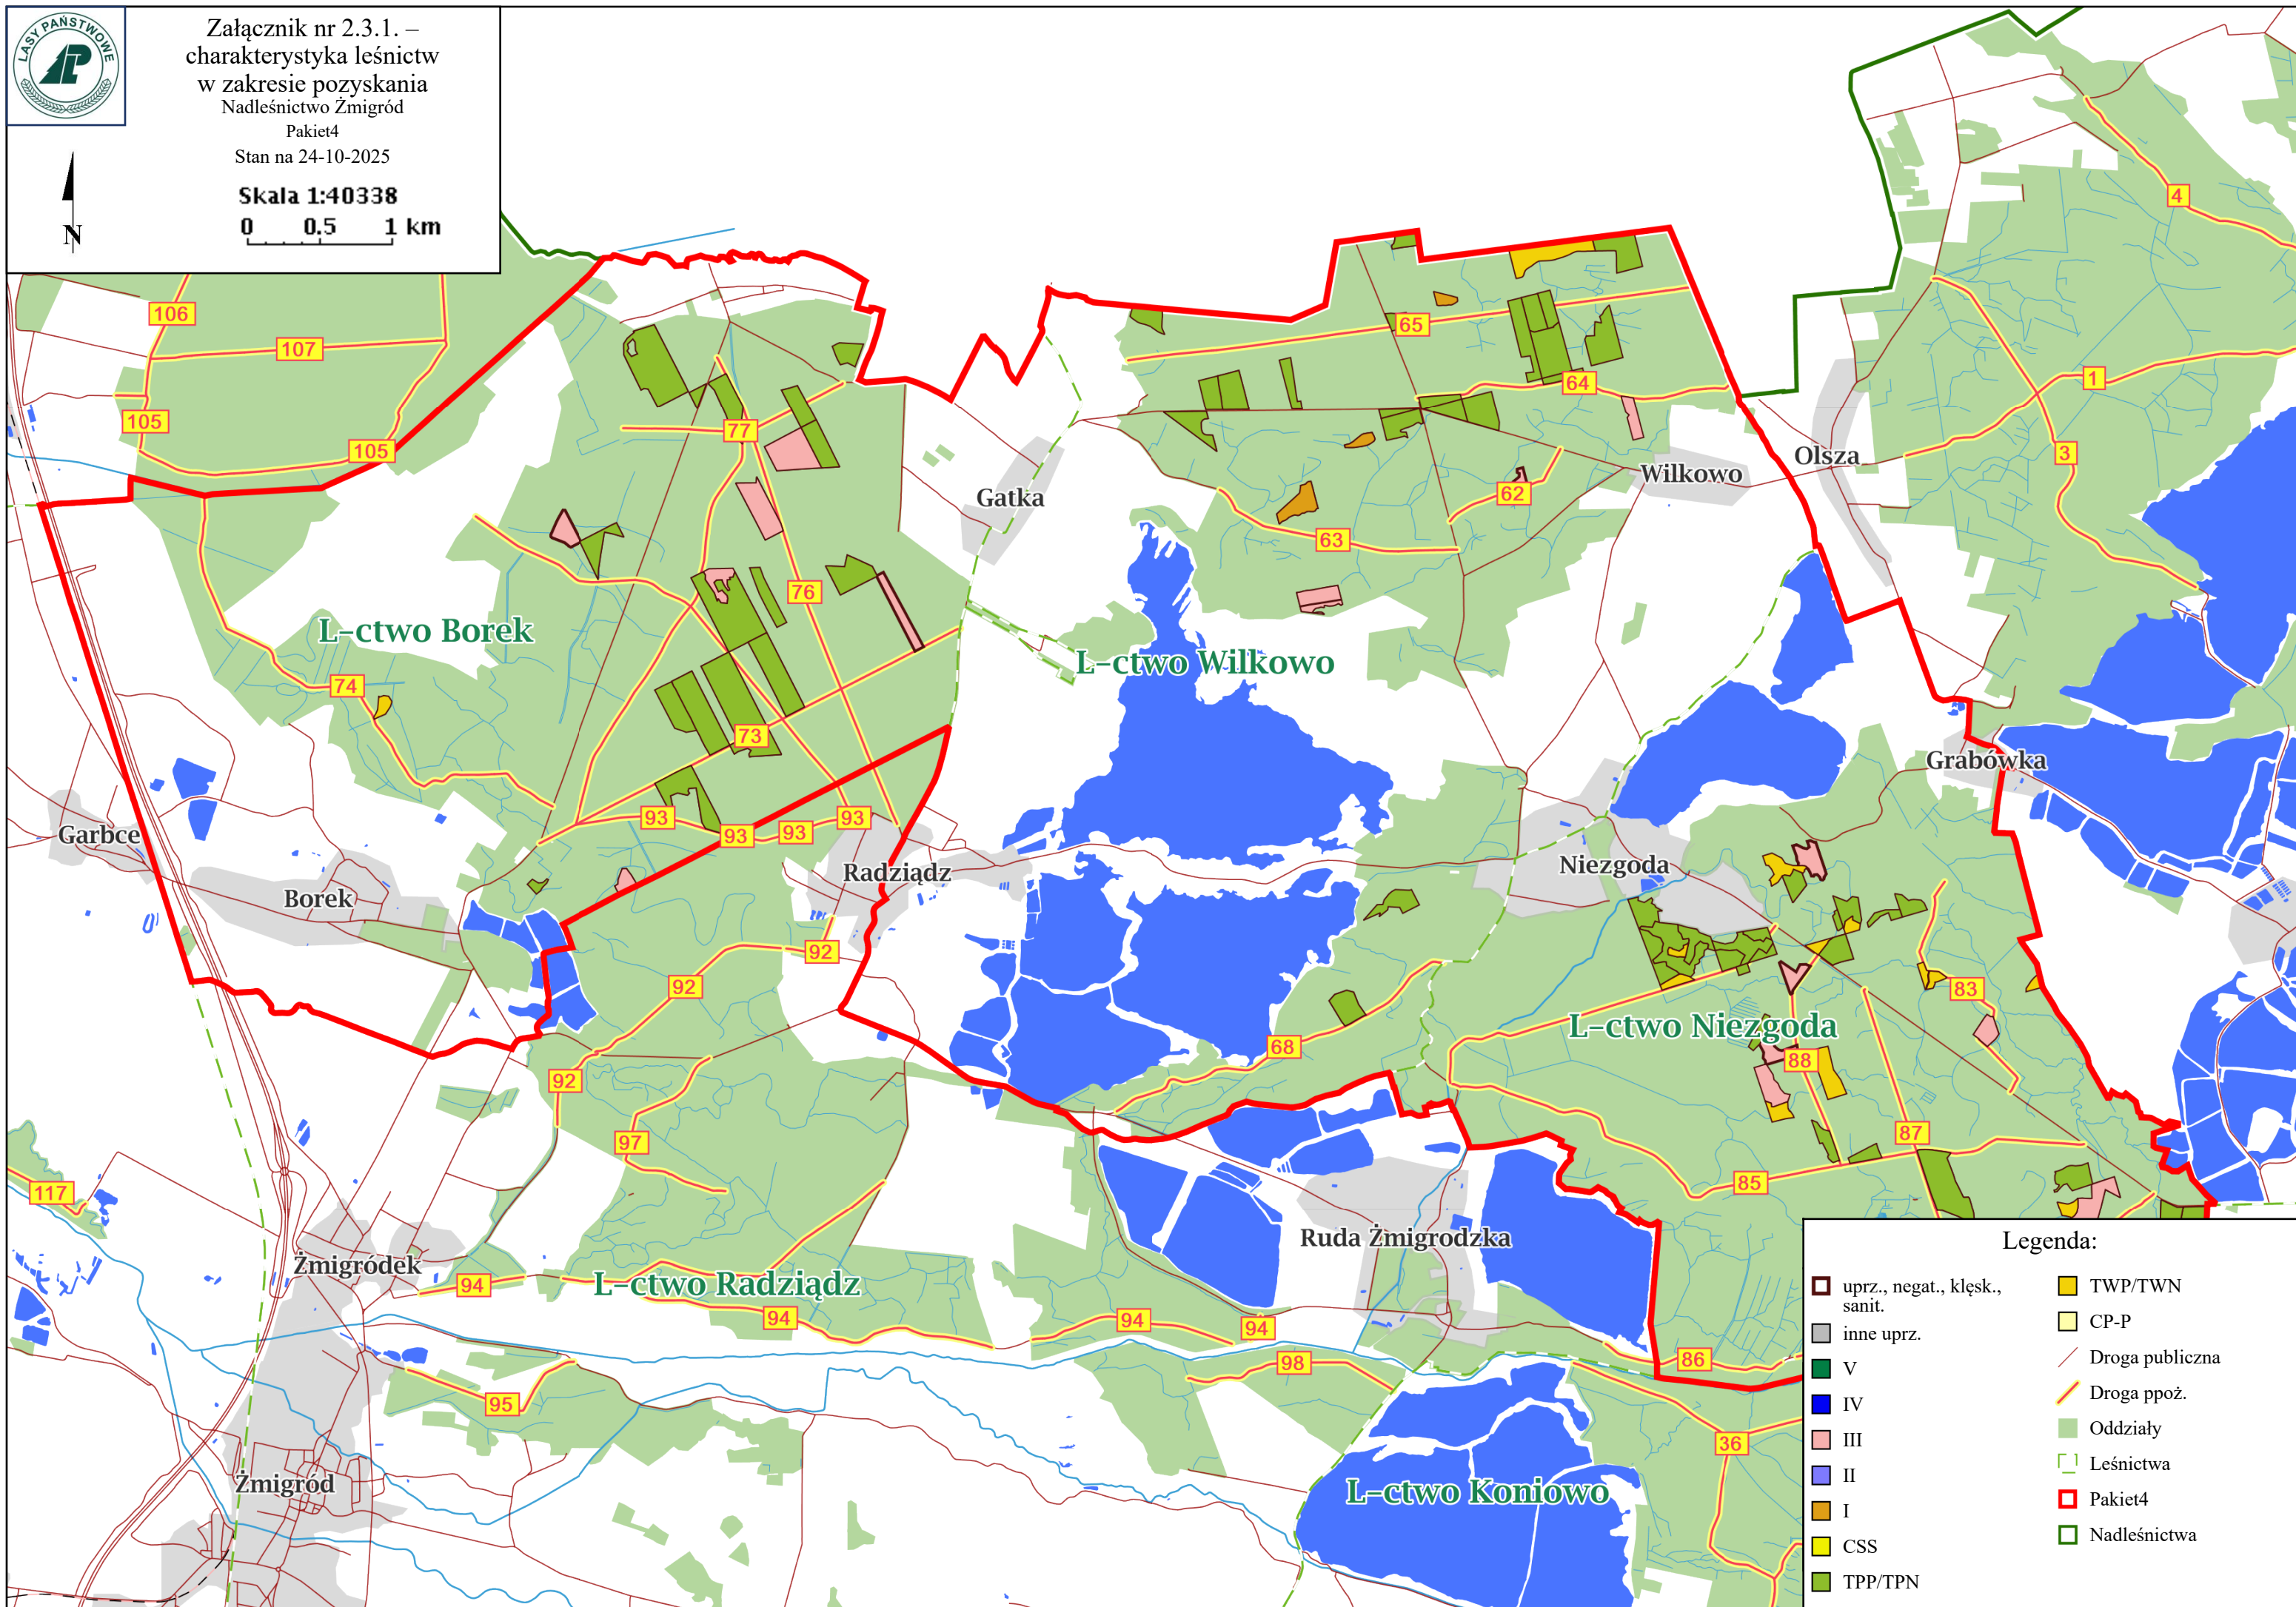 LASY PAŃSTWOWE
Załącznik nr 2.3.1. –
charakterystyka leśnictw
w zakresie pozyskania
Nadleśnictwo Żmigród
Pakiet4
Stan na 24-10-2025
Skala 1:40338
0 0.5 1 km
N
4
106
107
65
1
64
105
77
105
3
Olsza
Wilkowo
62
Gatka
63
76
L-ctwo Borek
L-ctwo Wilkowo
74
73
Grabówka
93
93
93
93
Garbce
Niezgoda
Radziądz
Borek
92
92
83
L-ctwo Niezgoda
68
88
92
87
97
85
117
Ruda Żmigrodzka
Żmigródek
94
L-ctwo Radziądz
94
94
94
86
98
95
36
Żmigród
L-ctwo Koniowo
Legenda:
uprz., negat., klęsk.,
sanit.
inne uprz.
V
IV
III
II
I
CSS
TPP/TPN
TWP/TWN
CP-P
Droga publiczna
Droga ppoż.
Oddziały
Leśnictwa
Pakiet4
Nadleśnictwa